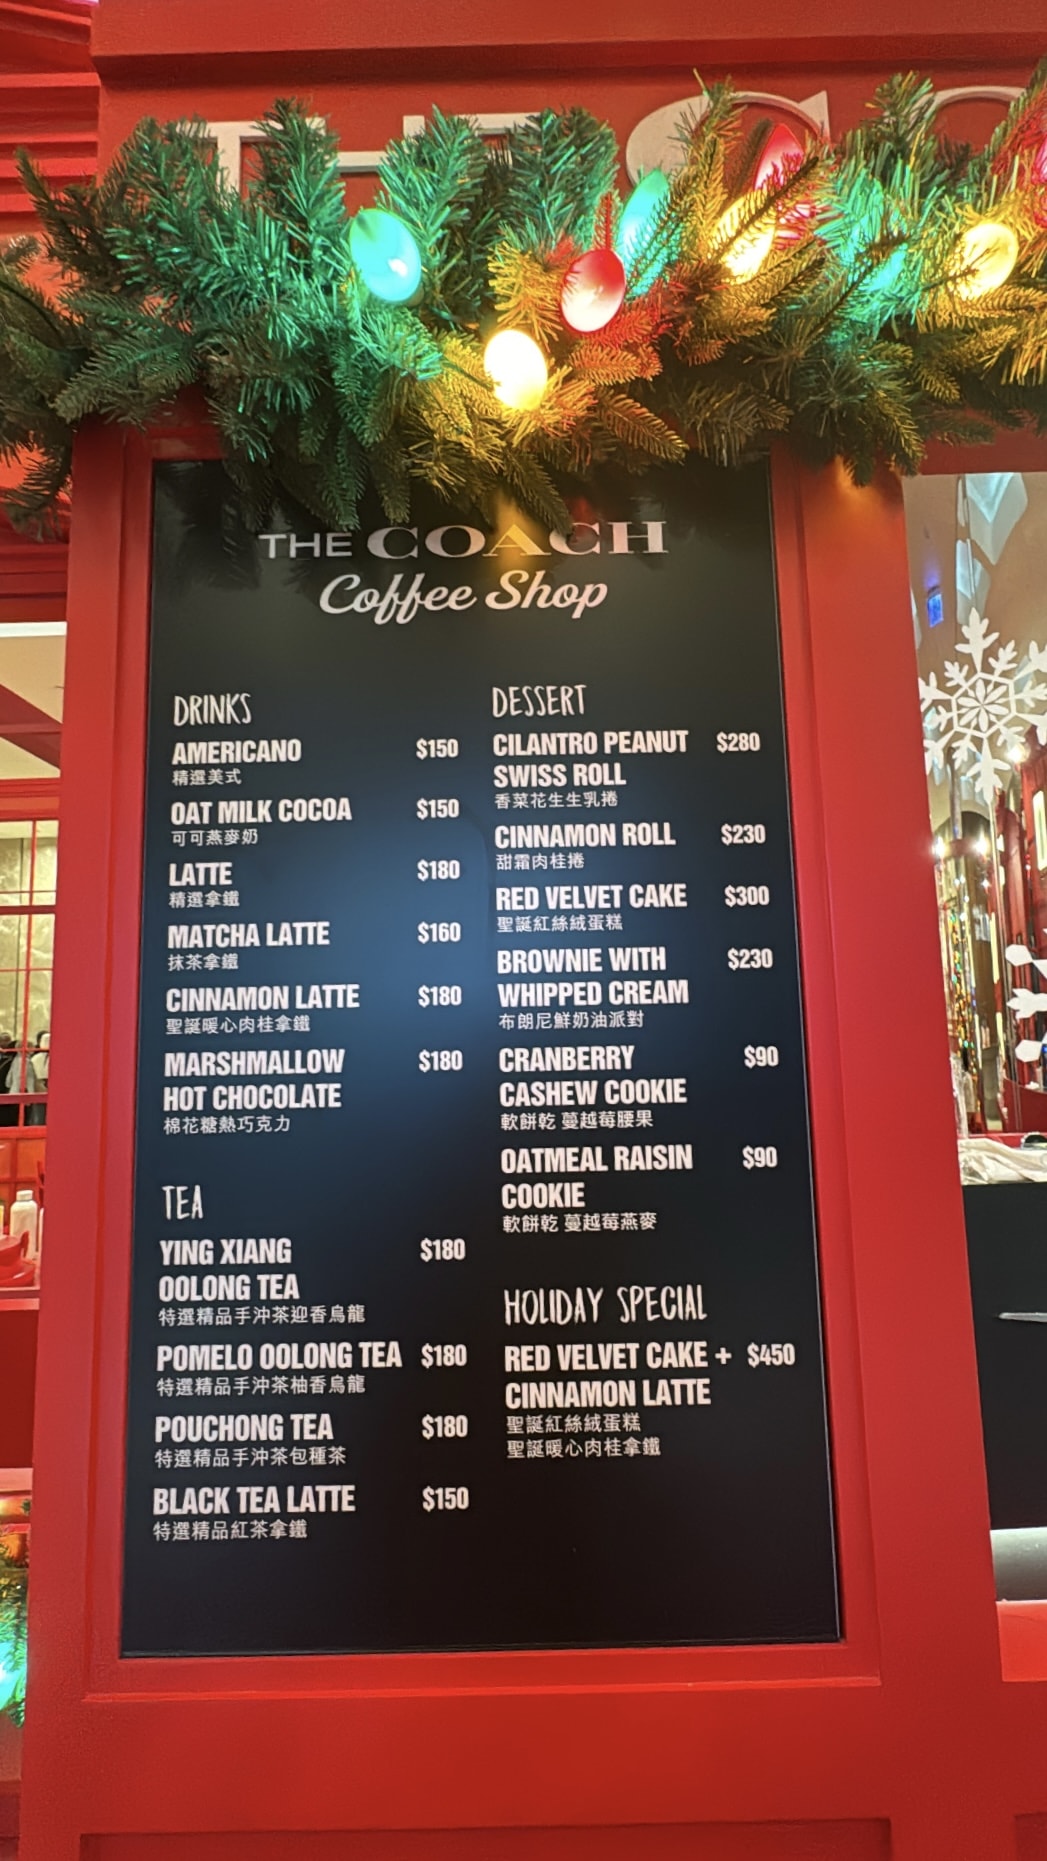 THE COACH
Coffee Shop
DRINKS
AMERICANO $150
精選美式
OAT MILK COCOA $150
可可燕麥奶
LATTE $180
精選拿鐵
MATCHA LATTE $160
抹茶拿鐵
CINNAMON LATTE $180
聖誕暖心肉桂拿鐵
MARSHMALLOW $180
HOT CHOCOLATE
棉花糖熱巧克力
TEA
YING XIANG $180
OOLONG TEA
特選精品手沖茶迎香烏龍
POMELO OOLONG TEA $180
特選精品手沖茶柚香烏龍
POUCHONG TEA $180
特選精品手沖茶包種茶
BLACK TEA LATTE $150
特選精品紅茶拿鐵
DESSERT
CILANTRO PEANUT $280
SWISS ROLL
香菜花生生乳捲
CINNAMON ROLL $230
甜霜肉桂捲
RED VELVET CAKE $300
聖誕紅絲絨蛋糕
BROWNIE WITH $230
WHIPPED CREAM
布朗尼鮮奶油派對
CRANBERRY $90
CASHEW COOKIE
軟餅乾 蔓越莓腰果
OATMEAL RAISIN $90
COOKIE
軟餅乾 蔓越莓燕麥
HOLIDAY SPECIAL
RED VELVET CAKE + $450
CINNAMON LATTE
聖誕紅絲絨蛋糕
聖誕暖心肉桂拿鐵